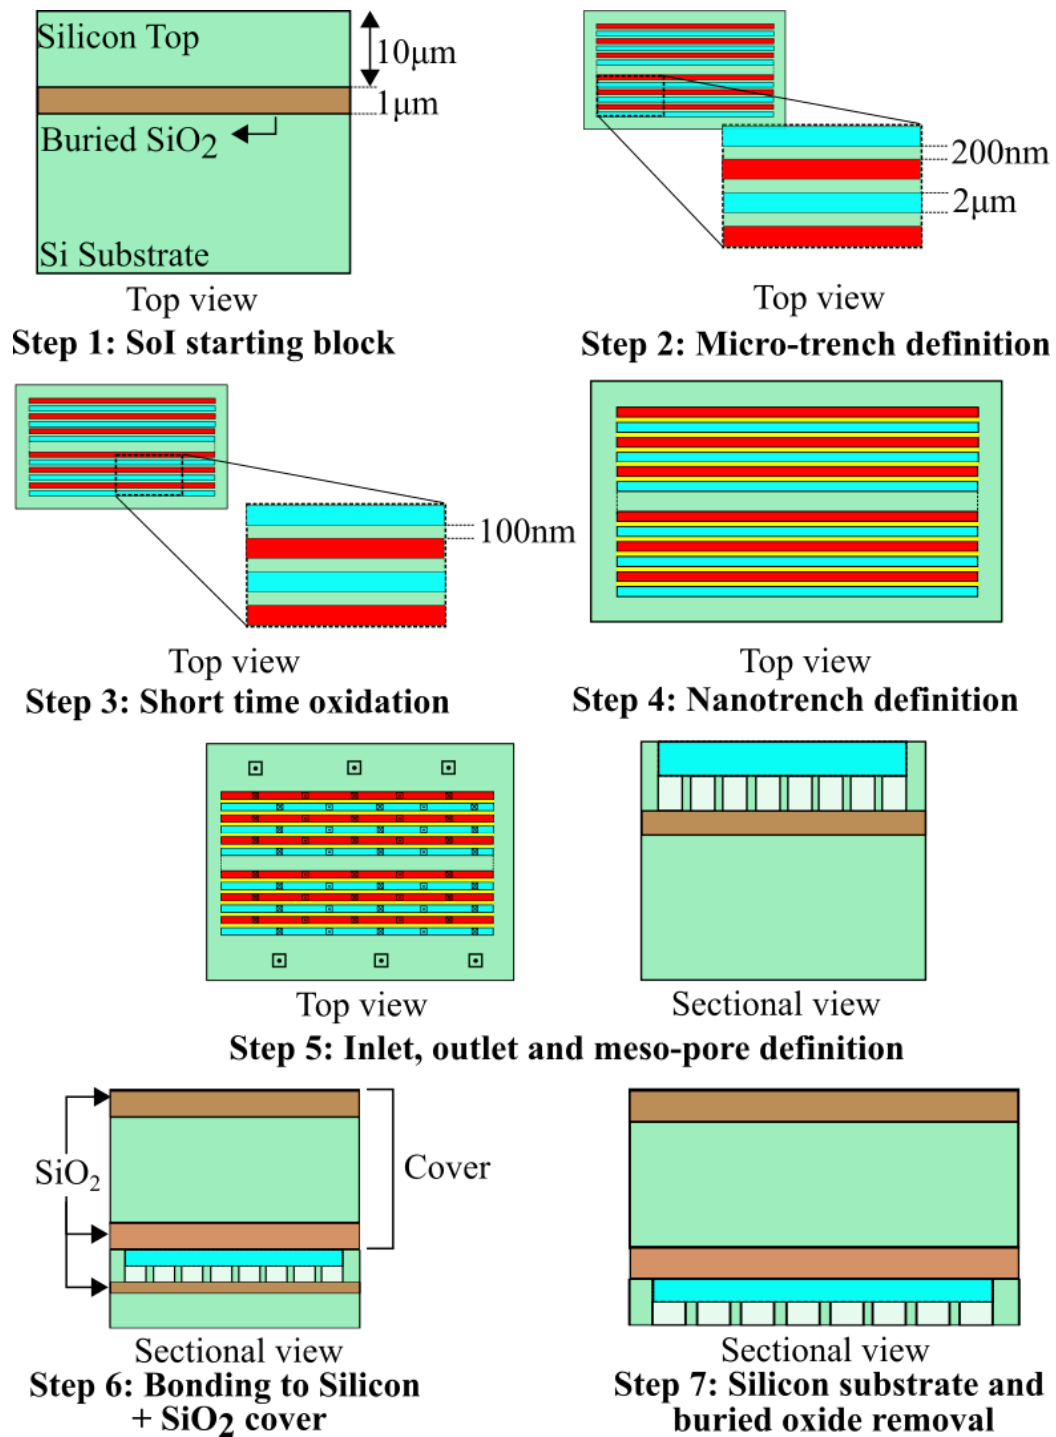 Silicon Top
10μm
1μm
Buried SiO2
Si Substrate
Top view
Step 1: SoI starting block
200nm
2μm
Top view
Step 2: Micro-trench definition
100nm
Top view
Step 3: Short time oxidation
Top view
Step 4: Nanotrench definition
Top view
Sectional view
Step 5: Inlet, outlet and meso-pore definition
SiO2
Cover
Sectional view
Step 6: Bonding to Silicon
+ SiO2 cover
Sectional view
Step 7: Silicon substrate and
buried oxide removal